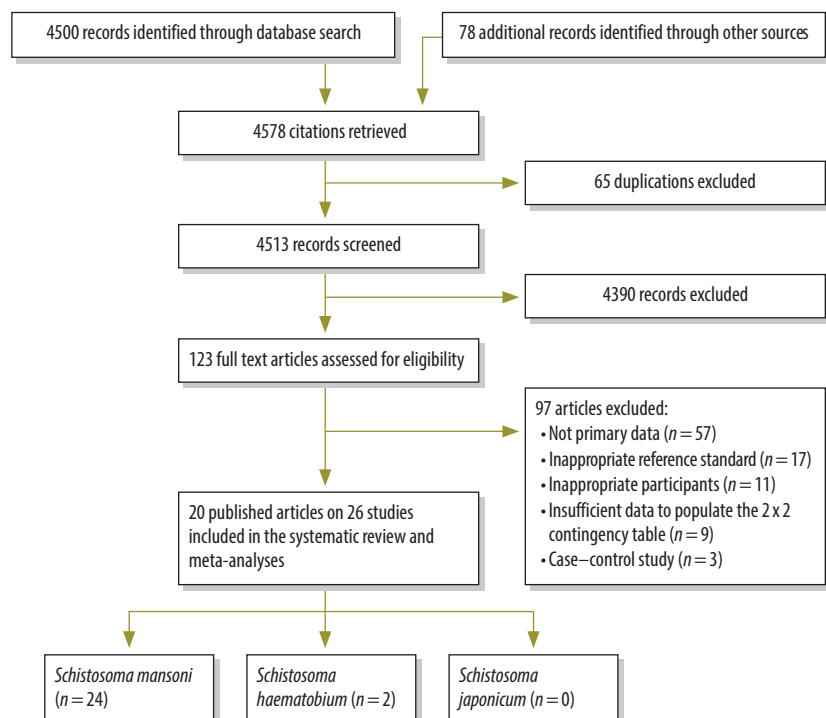 4500 records identified through database search
78 additional records identified through other sources
4578 citations retrieved
65 duplications excluded
4513 records screened
4390 records excluded
123 full text articles assessed for eligibility
97 articles excluded:
• Not primary data (n = 57)
• Inappropriate reference standard (n = 17)
• Inappropriate participants (n = 11)
• Insufficient data to populate the 2 x 2
contingency table (n = 9)
• Case–control study (n = 3)
20 published articles on 26 studies
included in the systematic review and
meta-analyses
Schistosoma mansoni
(n = 24)
Schistosoma
haematobium (n = 2)
Schistosoma
japonicum (n = 0)